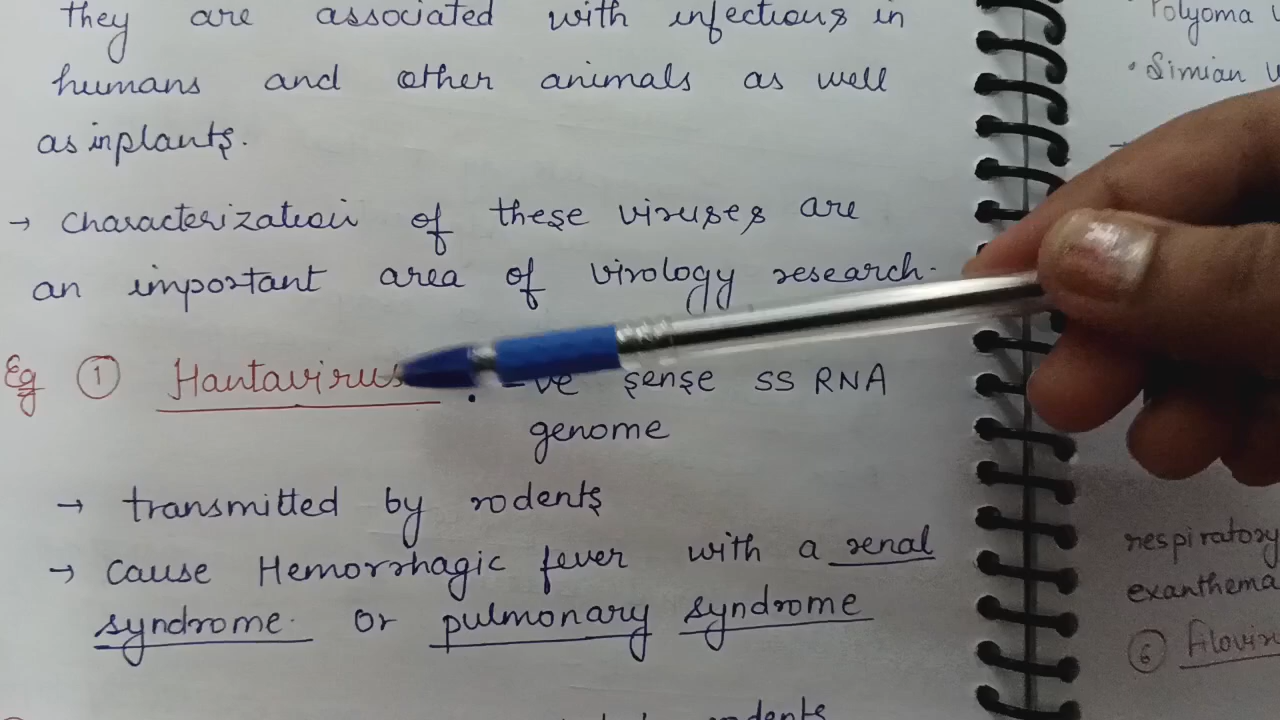 they are associated with infections in
humans and other animals as well
as in plants.
→ characterization of these viruses are
an important area of virology research.
Eg ① Hantavirus : -ve sense ss RNA
genome
→ transmitted by rodents
→ cause Hemorrhagic fever with a renal
syndrome. or pulmonary syndrome
rodents
• Polyoma
• Simian
respiratory
exanthema
⑥